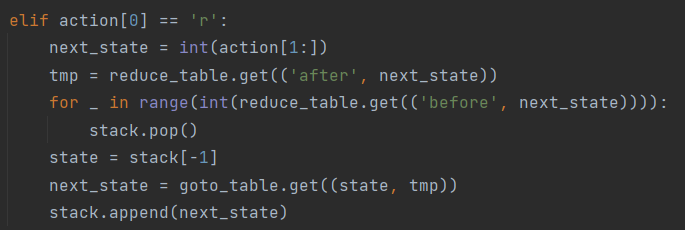 elif action[0] == 'r':
    next_state = int(action[1:])
    tmp = reduce_table.get(('after', next_state))
    for _ in range(int(reduce_table.get(('before', next_state)))):
        stack.pop()
    state = stack[-1]
    next_state = goto_table.get((state, tmp))
    stack.append(next_state)